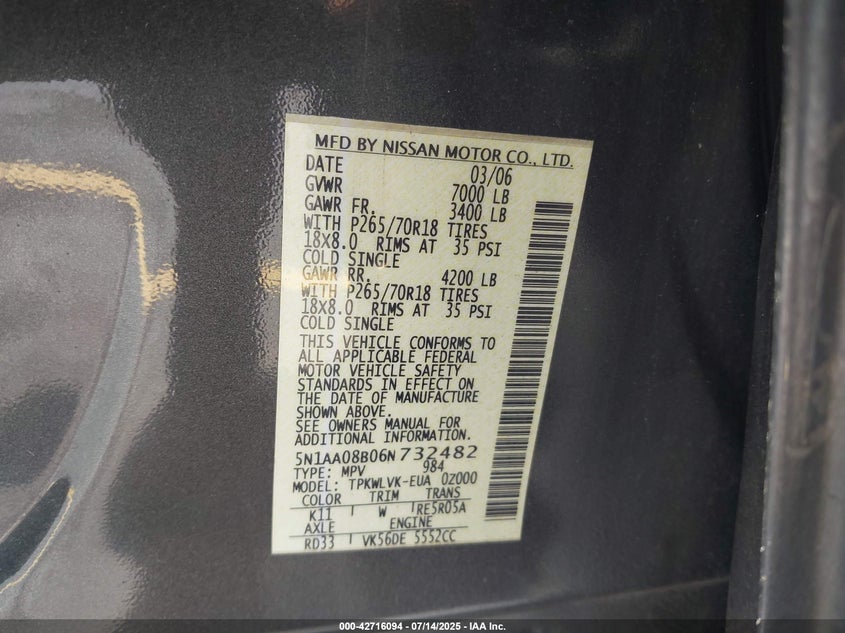 MFD BY NISSAN MOTOR CO., LTD.
DATE 03/06
GVWR 7000 LB
GAWR FR. 3400 LB
WITH P265/70R18 TIRES
18X8.0 RIMS AT 35 PSI
COLD SINGLE
GAWR RR. 4200 LB
WITH P265/70R18 TIRES
18X8.0 RIMS AT 35 PSI
COLD SINGLE
THIS VEHICLE CONFORMS TO
ALL APPLICABLE FEDERAL
MOTOR VEHICLE SAFETY
STANDARDS IN EFFECT ON
THE DATE OF MANUFACTURE
SHOWN ABOVE.
SEE OWNERS MANUAL FOR
ADDITIONAL INFORMATION.
5N1AA08B06N732482
TYPE: MPV 984
MODEL: TPKWLVK-EUA 0Z000
COLOR TRIM TRANS
K11 W RE5R05A
AXLE ENGINE
RD33 VK56DE 5552CC
000-42716094 - 07/14/2025 - IAA Inc.